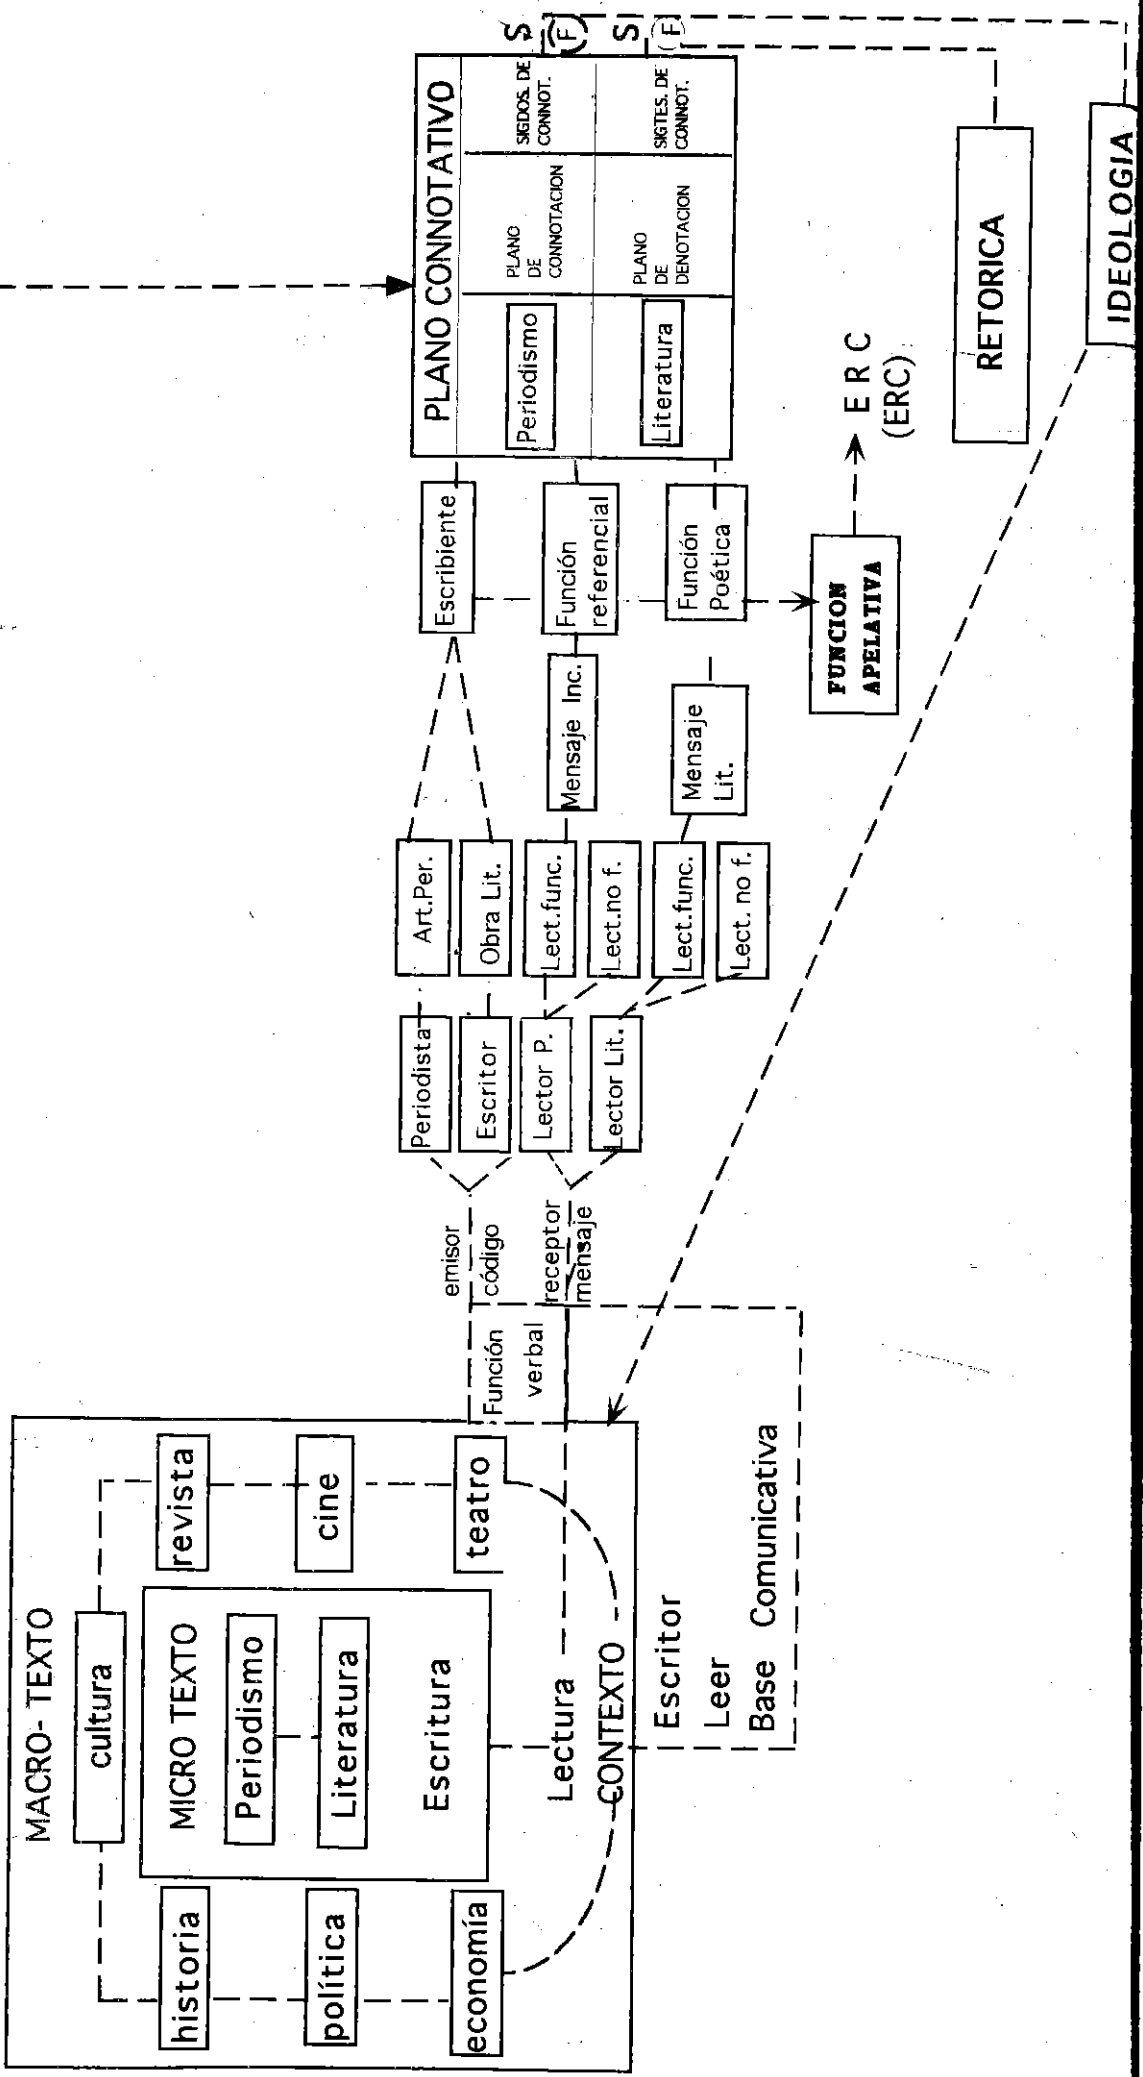 MACRO- TEXTO
cultura
historia
política
economía
MICRO TEXTO
Periodismo
Literatura
Escritura
revista
cine
teatro
Lectura
CONTEXTO
Escritor
Leer
Base Comunicativa
Función
verbal
emisor
código
receptor
mensaje
Periodista
Escritor
Lector P.
Lector Lit.
Art.Per.
Obra Lit.
Lect.func.
Lect.no f.
Lect.func.
Lect. no f.
Mensaje Inc.
Mensaje
Lit.
Escribiente
Función
referencial
Función
Poética
FUNCION
APELATIVA
E R C
(ERC)
PLANO CONNOTATIVO
Periodismo
PLANO
DE
CONNOTACION
SIGDOS. DE
CONNOT.
Literatura
PLANO
DE
DENOTACION
SIGTES. DE
CONNOT.
S
(F)
S
(F)
RETORICA
IDEOLOGIA